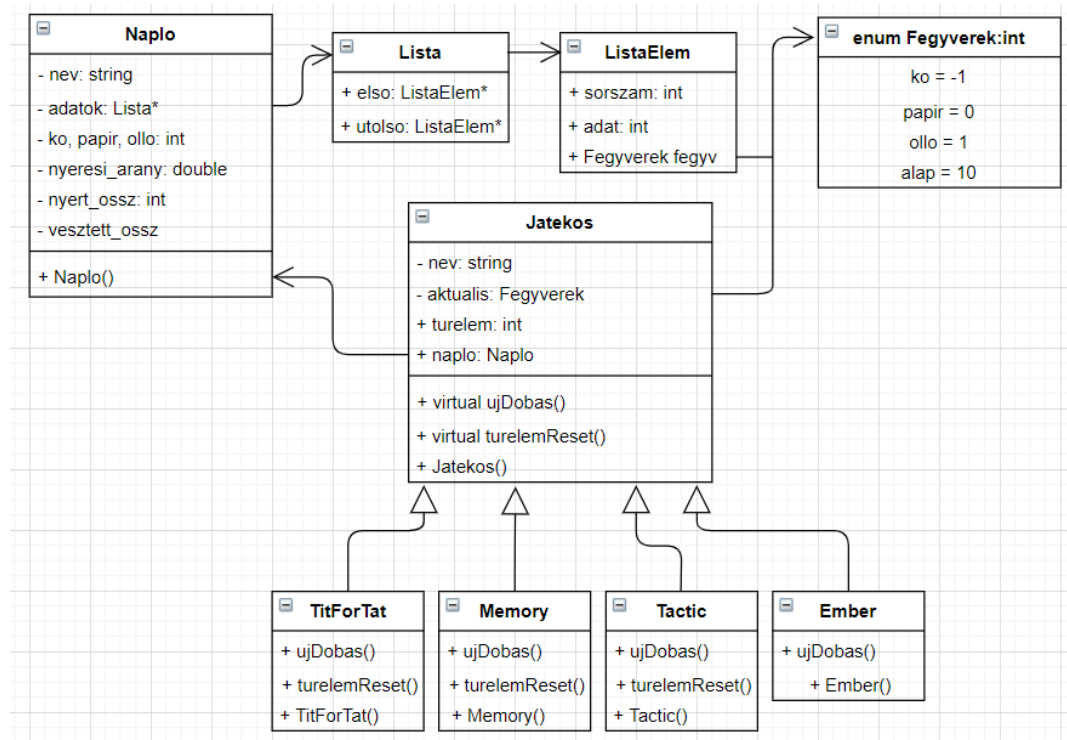 Naplo
- nev: string
- adatok: Lista*
- ko, papir, ollo: int
- nyeresi_arany: double
- nyert_ossz: int
- vesztett_ossz
+ Naplo()
Lista
+ elso: ListaElem*
+ utolso: ListaElem*
ListaElem
+ sorszam: int
+ adat: int
+ Fegyverek fegyv
enum Fegyverek:int
ko = -1
papir = 0
ollo = 1
alap = 10
Jatekos
- nev: string
- aktualis: Fegyverek
+ turelem: int
+ naplo: Naplo
+ virtual ujDobas()
+ virtual turelemReset()
+ Jatekos()
TitForTat
+ ujDobas()
+ turelemReset()
+ TitForTat()
Memory
+ ujDobas()
+ turelemReset()
+ Memory()
Tactic
+ ujDobas()
+ turelemReset()
+ Tactic()
Ember
+ ujDobas()
+ Ember()